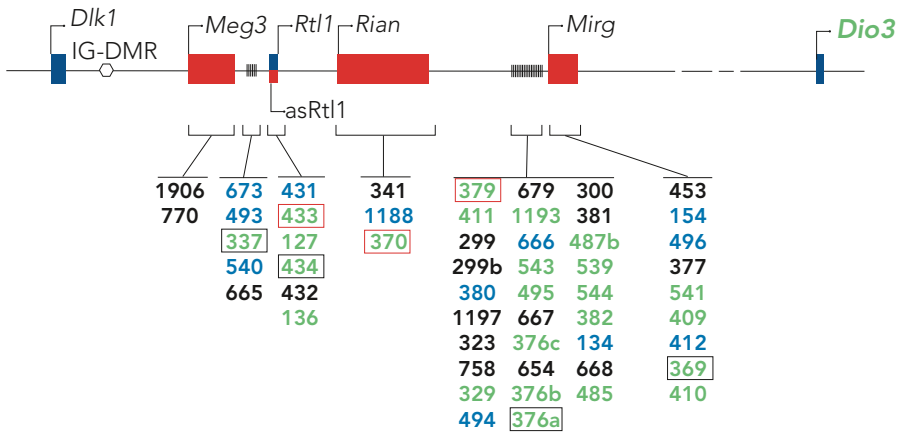 Dlk1 Meg3 Rtl1 Rian Mirg Dio3
IG-DMR
asRtl1
1906 673 431 341 379 679 300 453
770 493 433 1188 411 1193 381 154
337 127 370 299 666 487b 496
540 434 299b 543 539 377
665 432 380 495 544 541
136 1197 667 382 409
323 376c 134 412
758 654 668 369
329 376b 485 410
494 376a